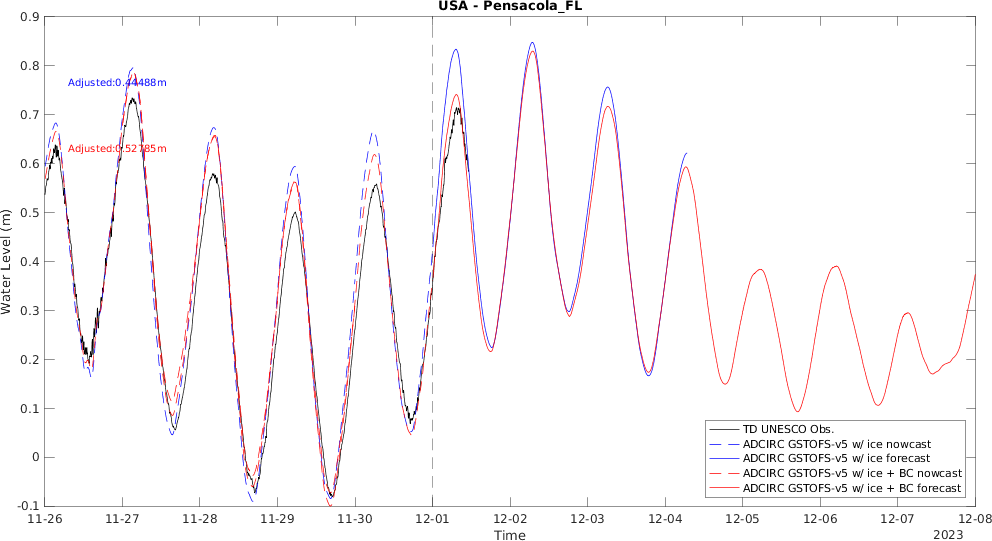 USA - Pensacola_FL
0.9
0.8
Adjusted:0.44488m
0.7
Adjusted:0.52785m
0.6
0.5
Water Level (m)
0.4
0.3
0.2
0.1
0
-0.1
TD UNESCO Obs.
ADCIRC GSTOFS-v5 w/ ice nowcast
ADCIRC GSTOFS-v5 w/ ice forecast
ADCIRC GSTOFS-v5 w/ ice + BC nowcast
ADCIRC GSTOFS-v5 w/ ice + BC forecast
11-26 11-27 11-28 11-29 11-30 12-01 12-02 12-03 12-04 12-05 12-06 12-07 12-08
Time
2023